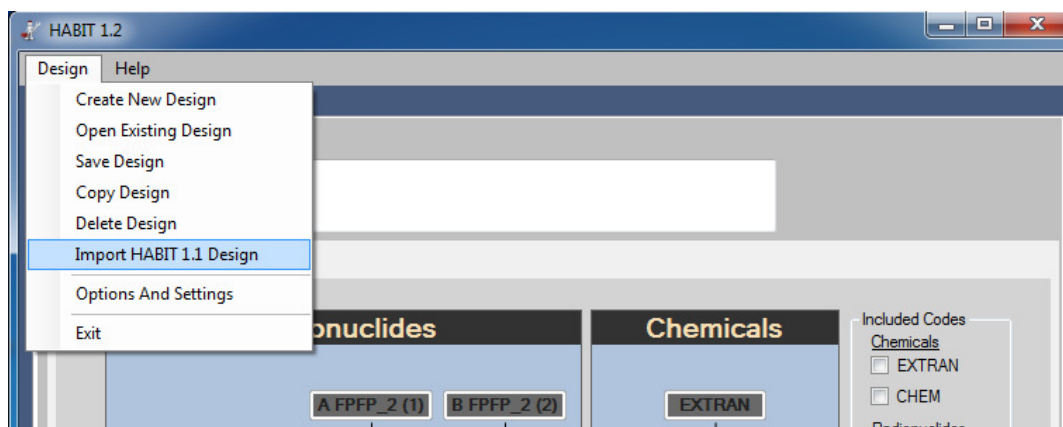 HABIT 1.2
Design Help
Create New Design
Open Existing Design
Save Design
Copy Design
Delete Design
Import HABIT 1.1 Design
Options And Settings
Exit
onuclides
Chemicals
Included Codes
Chemicals
EXTRAN
CHEM
A FPFP_2 (1) B FPFP_2 (2) EXTRAN